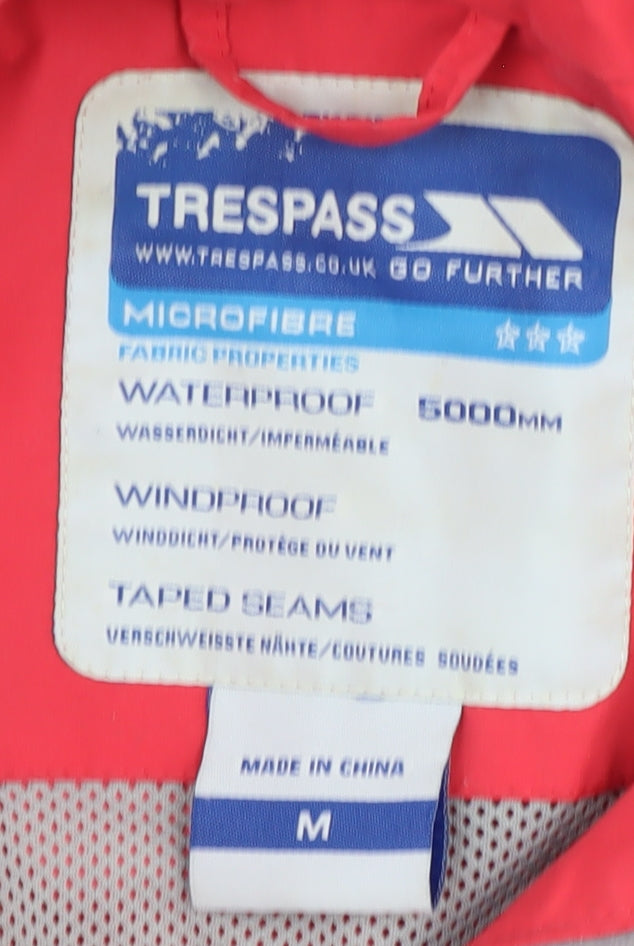 TRESPASS
WWW.TRESPASS.CO.UK GO FURTHER
MICROFIBRE
FABRIC PROPERTIES
WATERPROOF 5000MM
WASSERDICHT/IMPERMÉABLE
WINDPROOF
WINDDICHT/PROTÈGE DU VENT
TAPED SEAMS
VERSCHWEISSTE NÄHTE/COUTURES SOUDÉES
MADE IN CHINA
M